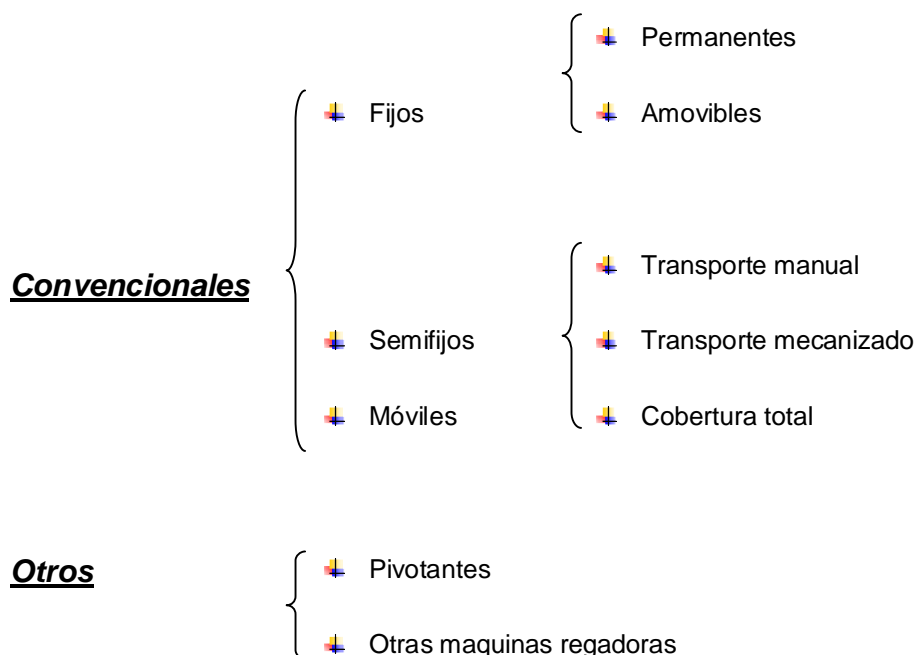 Permanentes
Fijos
Amovibles
Transporte manual
Convencionales
Semifijos
Transporte mecanizado
Móviles
Cobertura total
Otros
Pivotantes
Otras maquinas regadoras